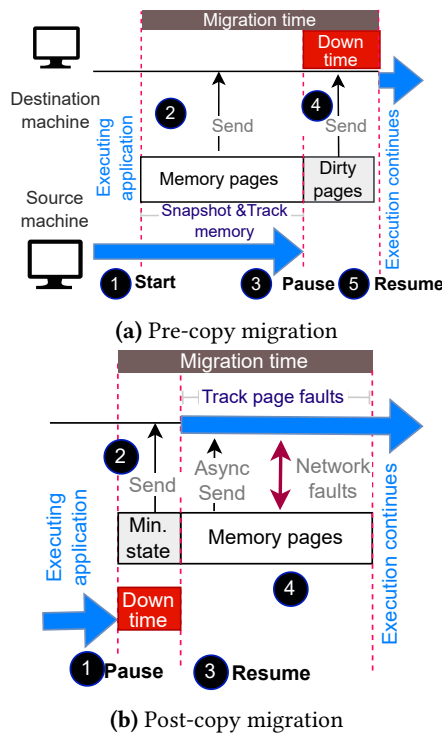 Migration time
Down
time
Destination
machine
2
4
Send
Send
Executing
application
Memory pages
Dirty
pages
Execution continues
Source
machine
Snapshot &Track
memory
1 Start
3 Pause
5 Resume
(a) Pre-copy migration
Migration time
Track page faults
2
Send
Async
Send
Network
faults
Executing
application
Min.
state
Memory pages
Execution continues
4
Down
time
1 Pause
3 Resume
(b) Post-copy migration